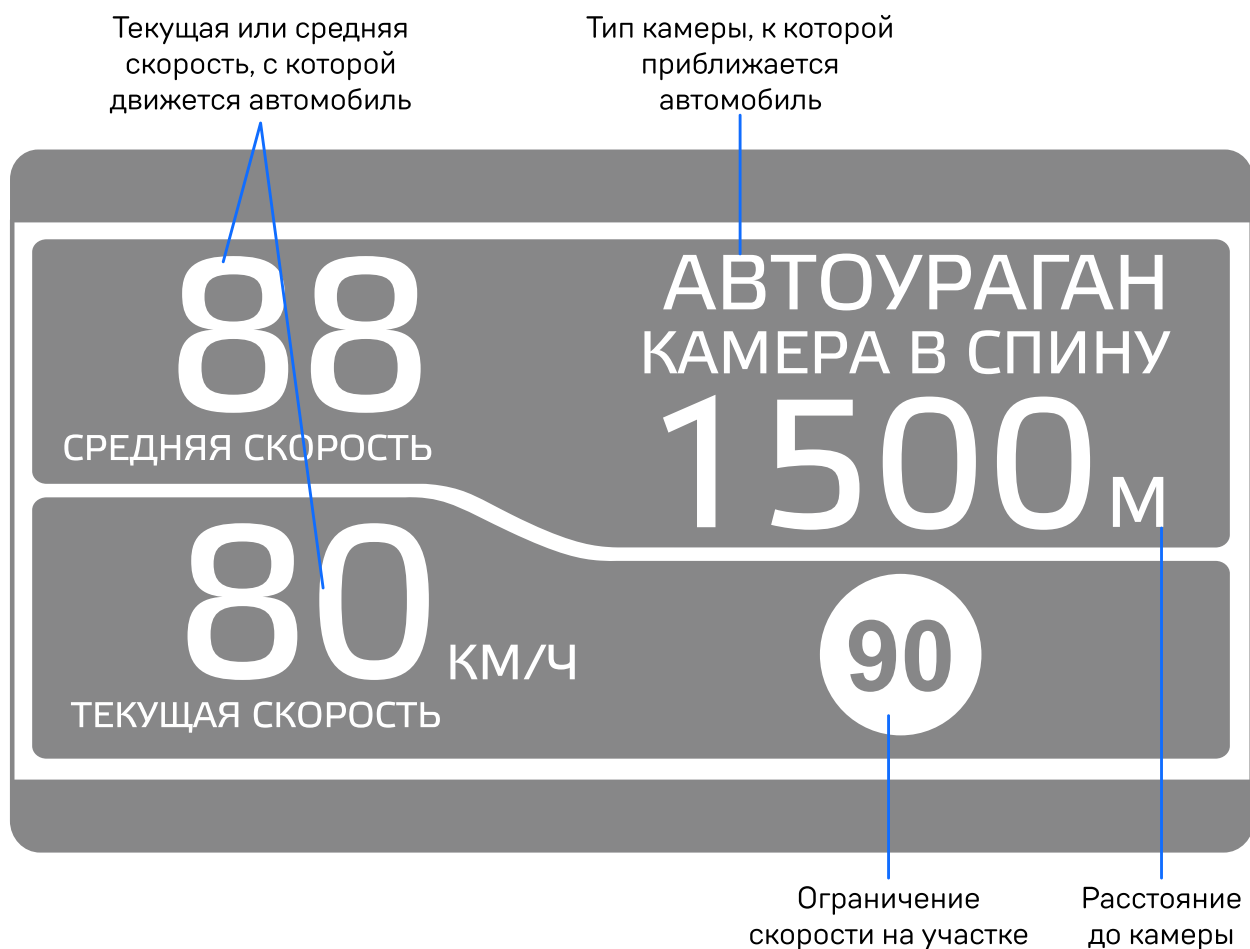 Текущая или средняя
скорость, с которой
движется автомобиль
Тип камеры, к которой
приближается
автомобиль
88
СРЕДНЯЯ СКОРОСТЬ
АВТОУРАГАН
КАМЕРА В СПИНУ
1500 м
80 КМ/Ч
ТЕКУЩАЯ СКОРОСТЬ
90
Ограничение
скорости на участке
Расстояние
до камеры